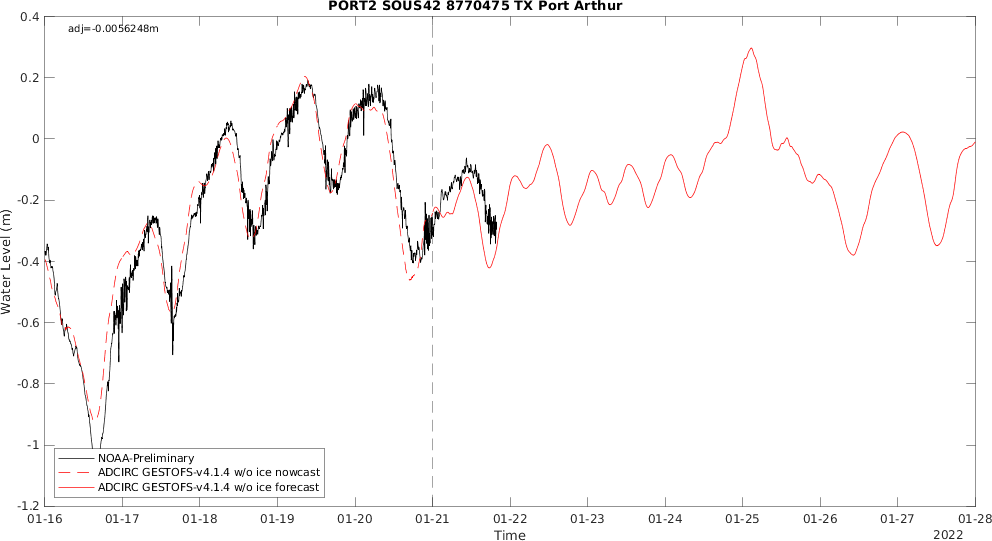 PORT2 SOUS42 8770475 TX Port Arthur
adj=-0.0056248m
0.4
0.2
0
-0.2
-0.4
-0.6
-0.8
-1
-1.2
Water Level (m)
NOAA-Preliminary
ADCIRC GESTOFS-v4.1.4 w/o ice nowcast
ADCIRC GESTOFS-v4.1.4 w/o ice forecast
01-16 01-17 01-18 01-19 01-20 01-21 01-22 01-23 01-24 01-25 01-26 01-27 01-28
Time
2022